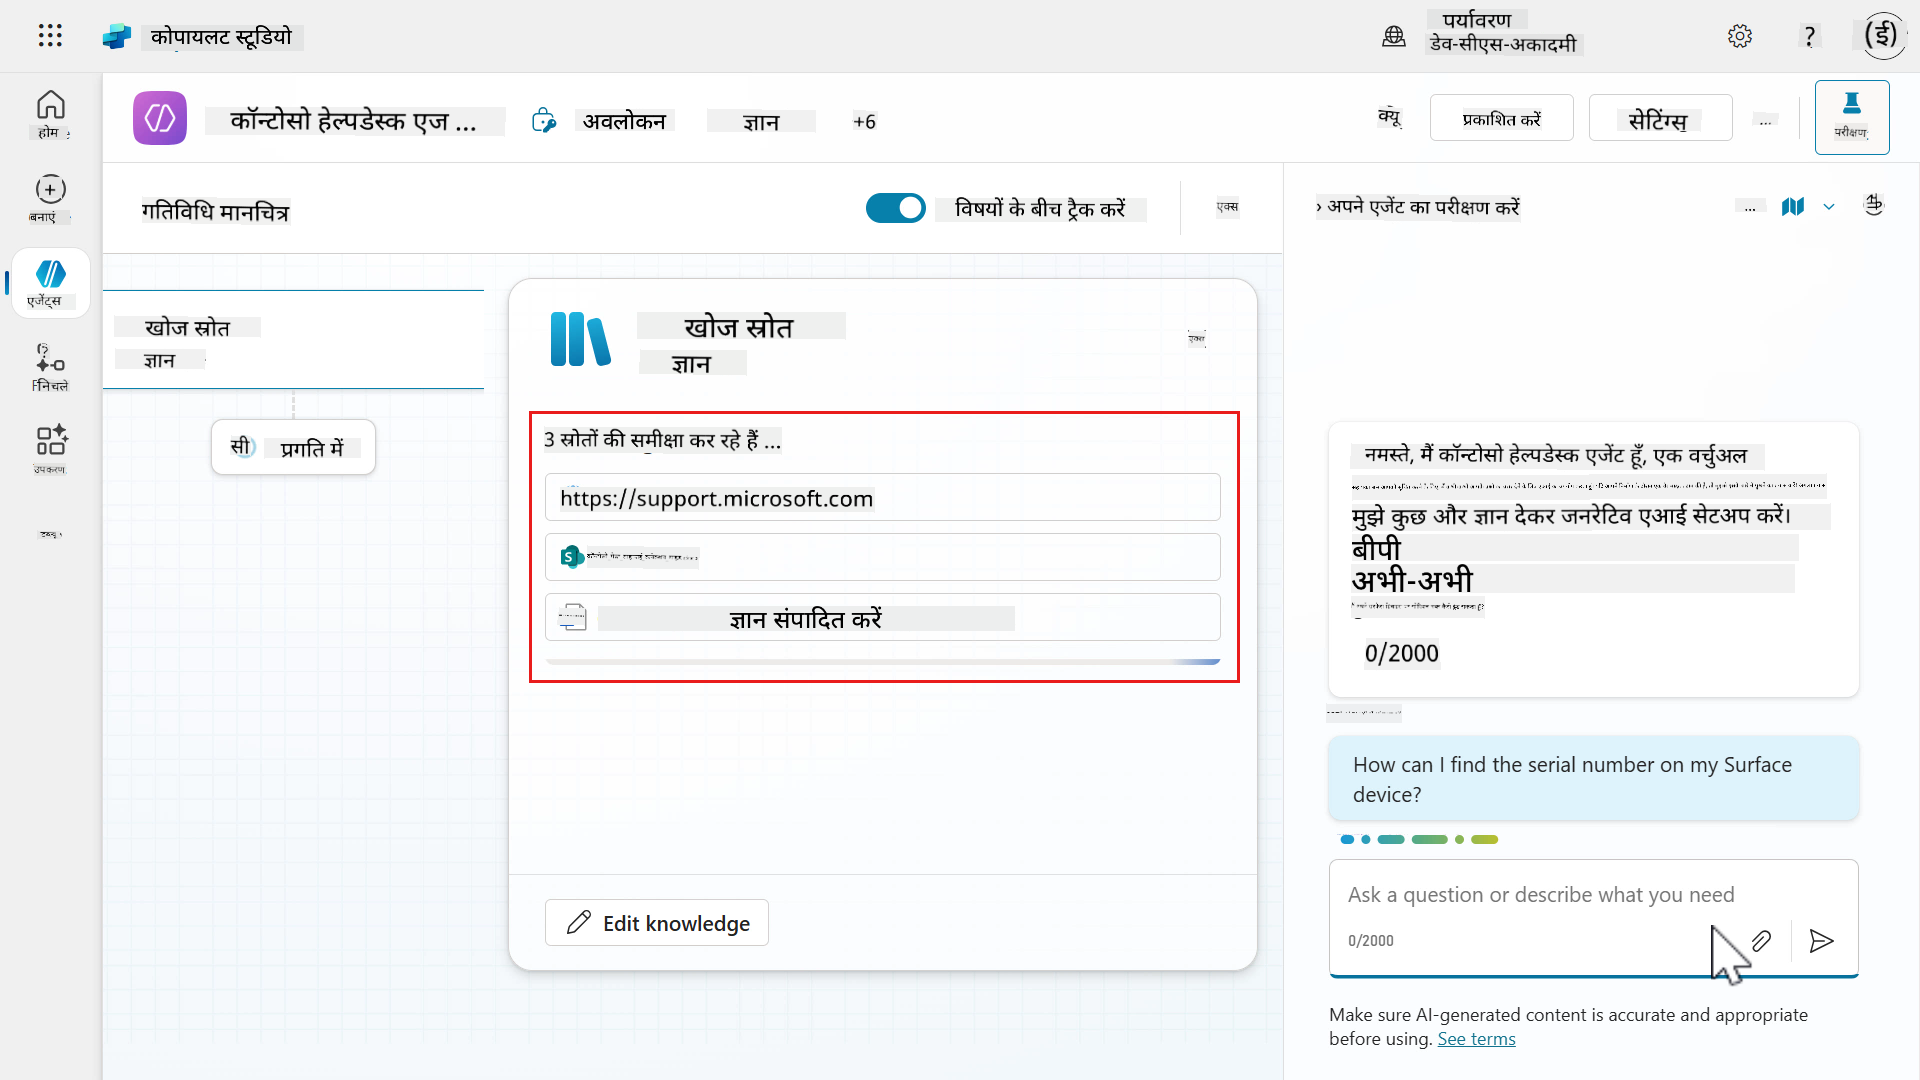 कोपायलट स्टूडियो
पर्यावरण
डेव-सीएस-अकादमी
?
(ई)
होम
बनाएं
एजेंट्स
निचले
उपकरण
कॉन्टोसो हेल्पडेस्क एज ...
अवलोकन
ज्ञान
+6
क्यू
प्रकाशित करें
सेटिंग्स
...
परीक्षण
गतिविधि मानचित्र
विषयों के बीच ट्रैक करें
एक्स
› अपने एजेंट का परीक्षण करें
...
खोज स्रोत
ज्ञान
सी
प्रगति में
खोज स्रोत
ज्ञान
एक्स
3 स्रोतों की समीक्षा कर रहे हैं ...
https://support.microsoft.com
ज्ञान संपादित करें
Edit knowledge
नमस्ते, मैं कॉन्टोसो हेल्पडेस्क एजेंट हूँ, एक वर्चुअल
मुझे कुछ और ज्ञान देकर जनरेटिव एआई सेटअप करें।
बीपी
अभी-अभी
0/2000
How can I find the serial number on my Surface
device?
Ask a question or describe what you need
0/2000
Make sure AI-generated content is accurate and appropriate
before using. See terms